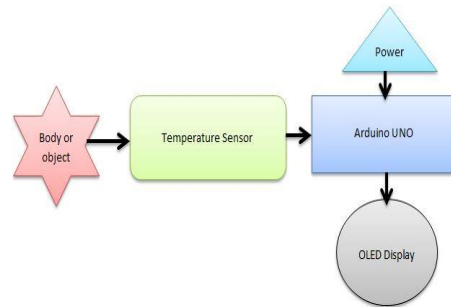 Power
Body or
object
Temperature Sensor
Arduino UNO
OLED Display